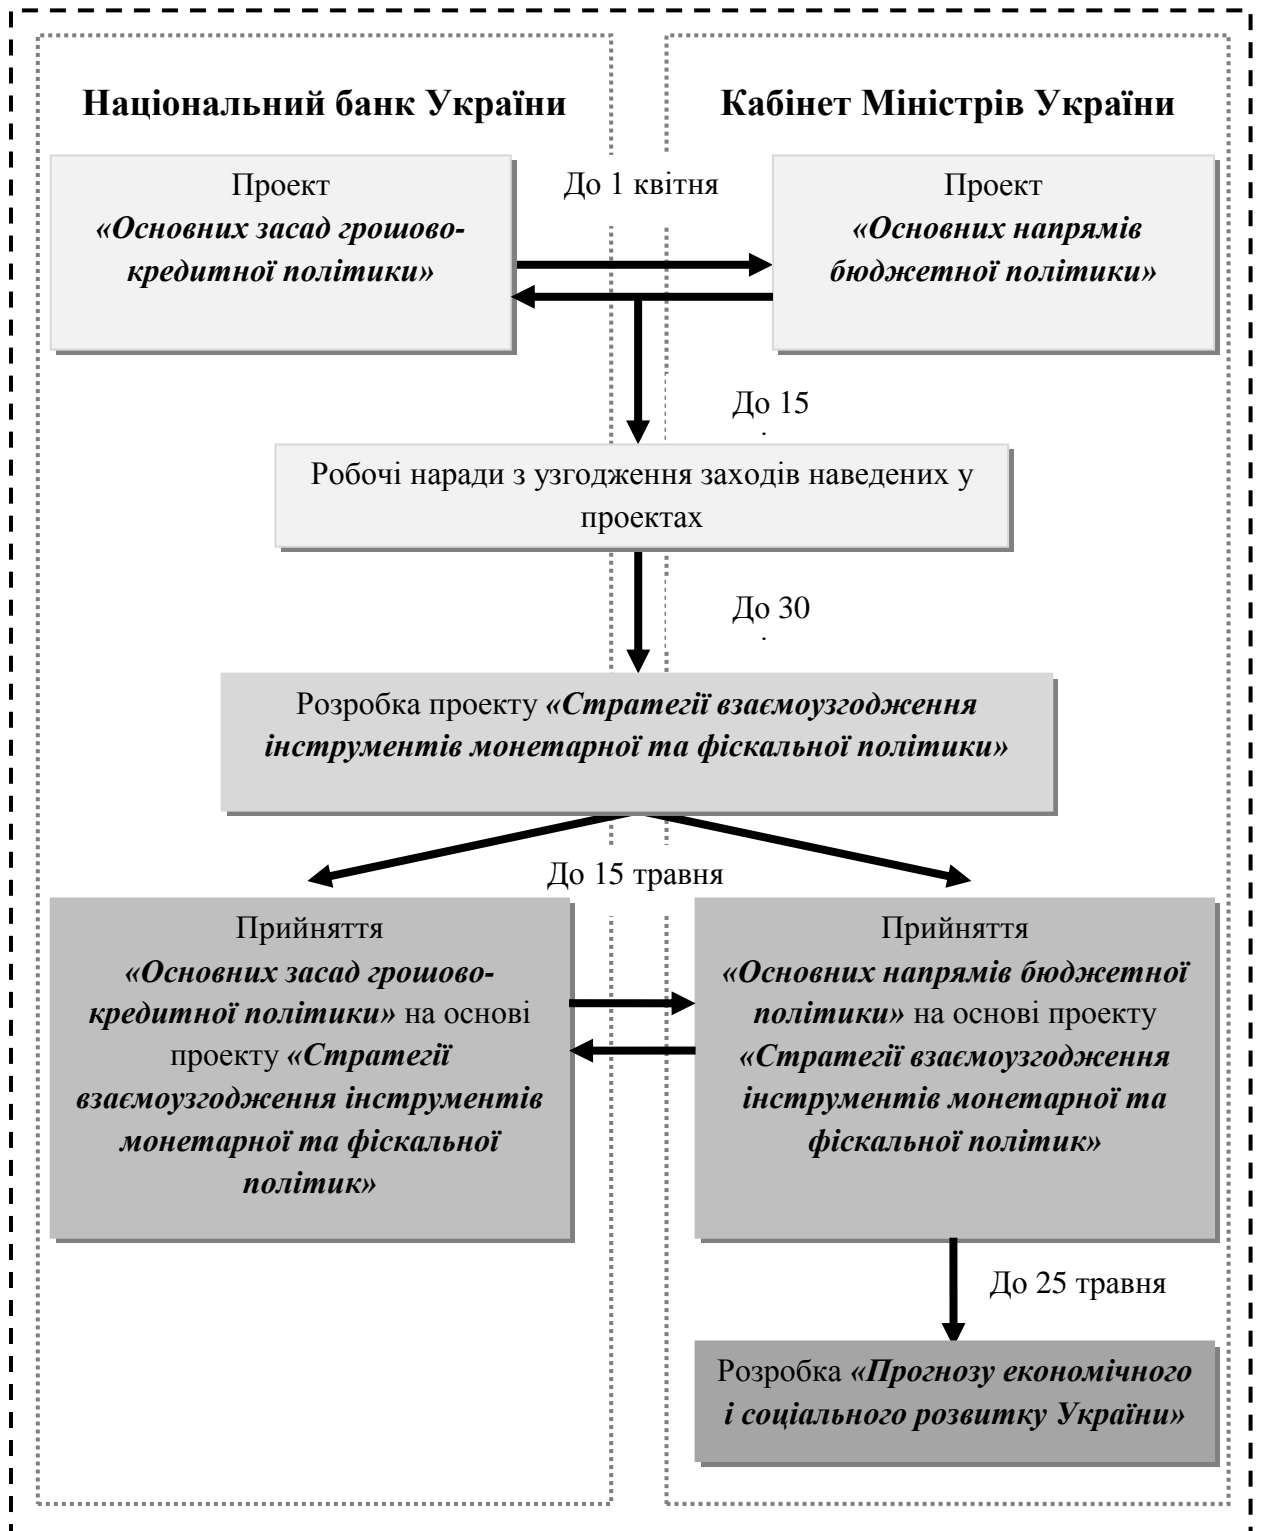 Національний банк України
Кабінет Міністрів України
Проект
«Основних засад грошово-
кредитної політики»
До 1 квітня
Проект
«Основних напрямів
бюджетної політики»
До 15
Робочі наради з узгодження заходів наведених у
проектах
До 30
Розробка проекту «Стратегії взаємоузгодження
інструментів монетарної та фіскальної політики»
До 15 травня
Прийняття
«Основних засад грошово-
кредитної політики» на основі
проекту «Стратегії
взаємоузгодження інструментів
монетарної та фіскальної
політик»
Прийняття
«Основних напрямів бюджетної
політики» на основі проекту
«Стратегії взаємоузгодження
інструментів монетарної та
фіскальної політик»
До 25 травня
Розробка «Прогнозу економічного
і соціального розвитку України»